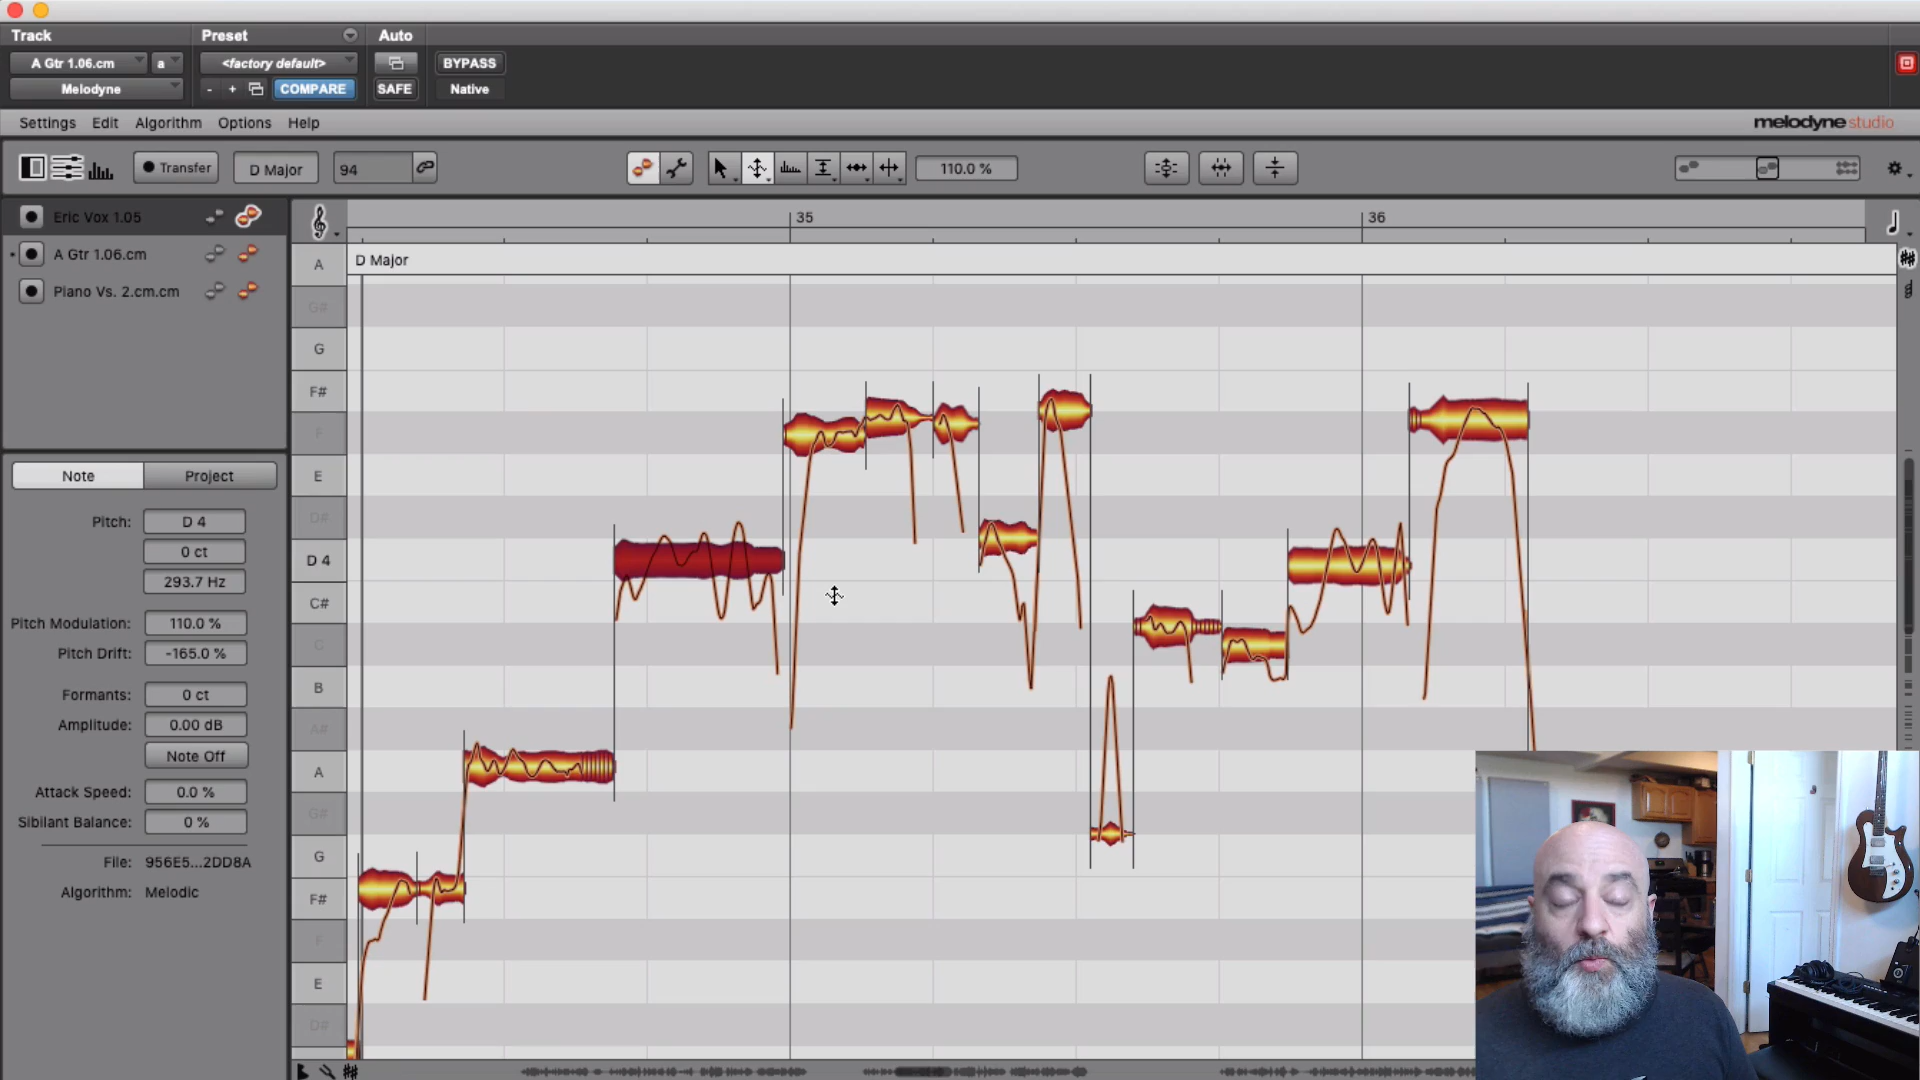 Track
Preset
Auto
A Gtr 1.06.cm
a
<factory default>
BYPASS
Melodyne
-
+
COMPARE
SAFE
Native
Settings
Edit
Algorithm
Options
Help
melodyne studio
Transfer
D Major
94
110.0 %
Eric Vox 1.05
A Gtr 1.06.cm
Piano Vs. 2.cm.cm
35
36
D Major
A
G#
G
F#
F
E
D#
D 4
C#
C
B
A#
A
G#
G
F#
F
E
D#
Note
Project
Pitch:
D 4
0 ct
293.7 Hz
Pitch Modulation:
110.0 %
Pitch Drift:
-165.0 %
Formants:
0 ct
Amplitude:
0.00 dB
Note Off
Attack Speed:
0.0 %
Sibilant Balance:
0 %
File:
956E5...2DD8A
Algorithm:
Melodic